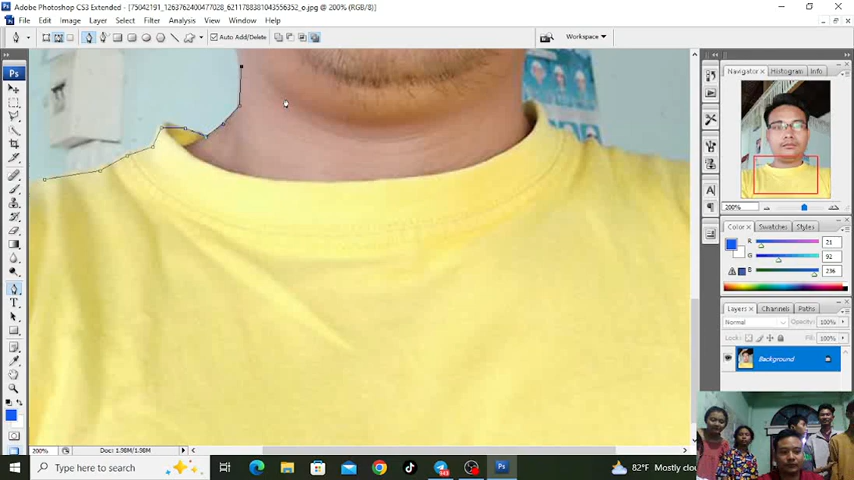 Adobe Photoshop CS3 Extended - [75042191_1263762400477028_6211788381043556352_o.jpg @ 200% (RGB/8)]
File Edit Image Layer Select Filter Analysis View Window Help
Auto Add/Delete Workspace
Ps
Navigator Histogram Info
200%
Color Swatches Styles
R 21
G 92
B 236
Layers Channels Paths
Normal Opacity: 100%
Lock: Fill: 100%
Background
200% Doc: 1.98M/1.98M
Type here to search
82°F Mostly clou